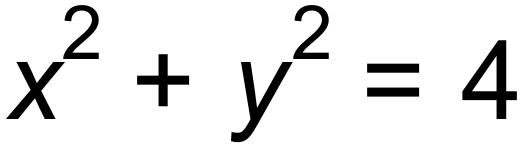 x² + y² = 4